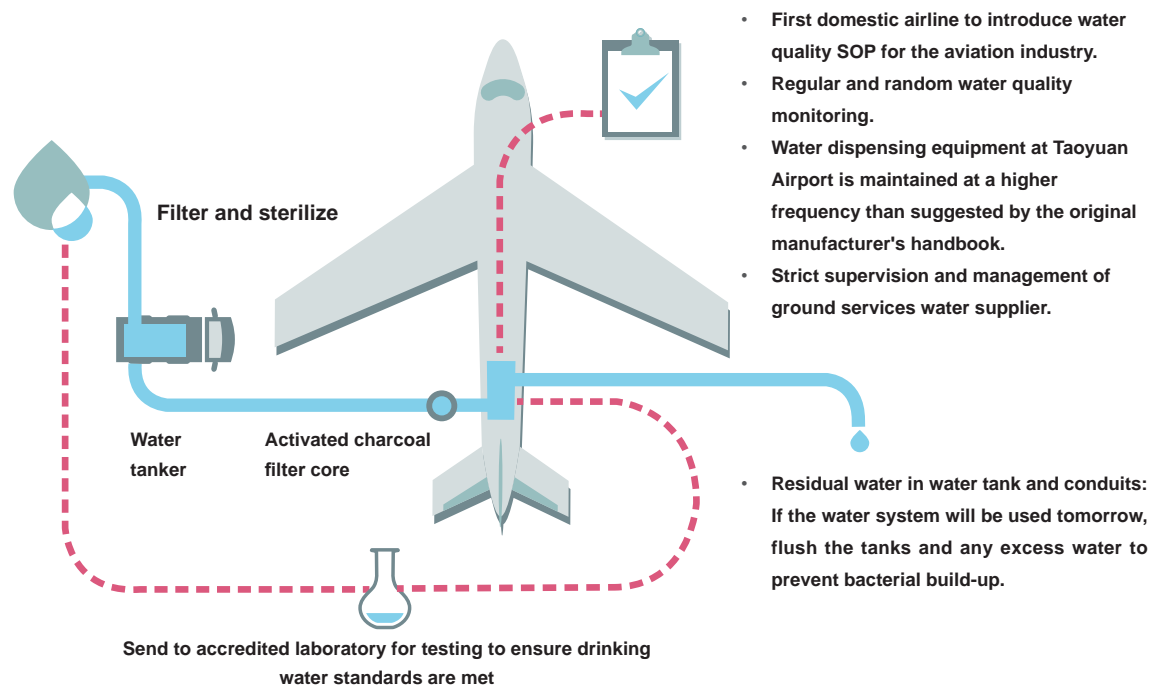 • First domestic airline to introduce water
quality SOP for the aviation industry.
• Regular and random water quality
monitoring.
• Water dispensing equipment at Taoyuan
Airport is maintained at a higher
frequency than suggested by the original
manufacturer's handbook.
• Strict supervision and management of
ground services water supplier.
Filter and sterilize
Water
tanker
Activated charcoal
filter core
• Residual water in water tank and conduits:
If the water system will be used tomorrow,
flush the tanks and any excess water to
prevent bacterial build-up.
Send to accredited laboratory for testing to ensure drinking
water standards are met